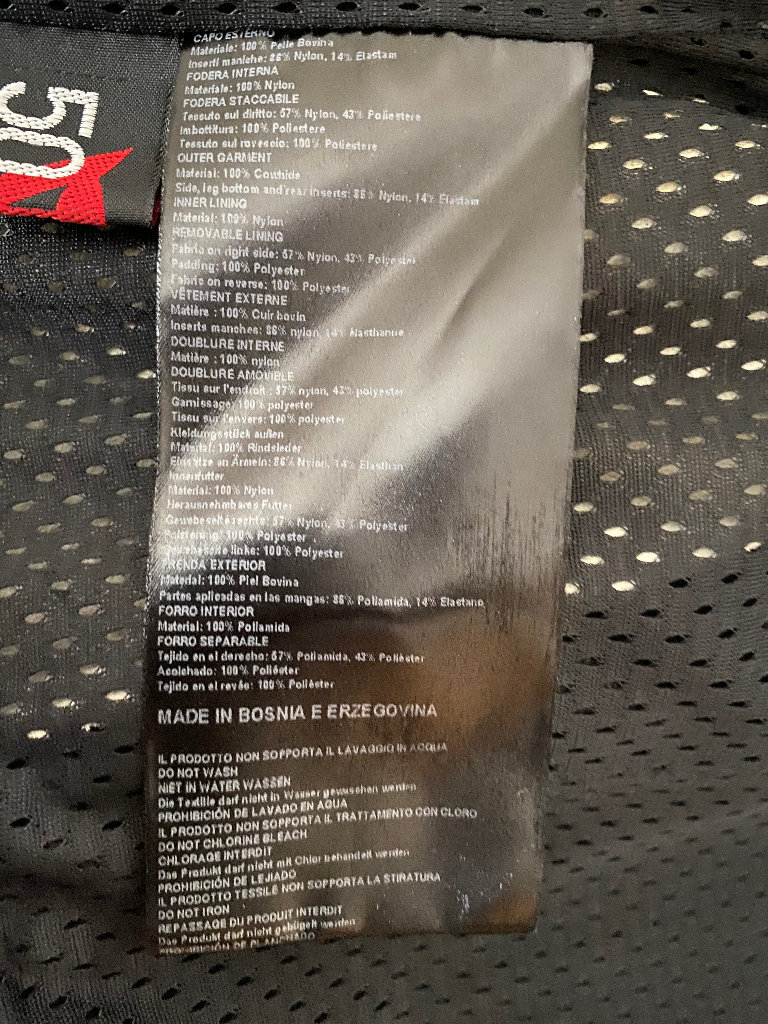 50
CAPO ESTERNO
Materiale: 100% Pelle Bovina
Inserti maniche: 86% Nylon, 14% Elastam
FODERA INTERNA
Materiale: 100% Nylon
FODERA STACCABILE
Tessuto sul diritto: 57% Nylon, 43% Poliestere
Imbottitura: 100% Poliestere
Tessuto sul rovescio: 100% Poliestere
OUTER GARMENT
Material: 100% Cowhide
Side, leg bottom and rear inserts: 86% Nylon, 14% Elastam
INNER LINING
Material: 100% Nylon
REMOVABLE LINING
Fabric on right side: 57% Nylon, 43% Polyester
Padding: 100% Polyester
Fabric on reverse: 100% Polyester
VÊTEMENT EXTERNE
Matière : 100% Cuir bovin
Inserts manches: 86% nylon, 14% élasthanne
DOUBLURE INTERNE
Matière : 100% nylon
DOUBLURE AMOVIBLE
Tissu sur l'endroit : 57% nylon, 43% polyester
Garnissage: 100% polyester
Tissu sur l'envers: 100% polyester
Kleidungsstück außen
Material: 100% Rindsleder
Einsätze an Ärmeln: 86% Nylon, 14% Elasthan
Innenfutter
Material: 100% Nylon
Herausnehmbares Futter
Gewebeseite rechts: 57% Nylon, 43% Polyester
Polsterung: 100% Polyester
Gewebeseite links: 100% Polyester
PRENDA EXTERIOR
Material: 100% Piel Bovina
Partes aplicadas en las mangas: 86% Poliamida, 14% Elastano
FORRO INTERIOR
Material: 100% Poliamida
FORRO SEPARABLE
Tejido en el derecho: 57% Poliamida, 43% Poliéster
Acolchado: 100% Poliéster
Tejido en el revés: 100% Poliéster
MADE IN BOSNIA E ERZEGOVINA
IL PRODOTTO NON SOPPORTA IL LAVAGGIO IN ACQUA
DO NOT WASH
NIET IN WATER WASSEN
Die Textilie darf nicht in Wasser gewaschen werden
PROHIBICIÓN DE LAVADO EN AGUA
IL PRODOTTO NON SOPPORTA IL TRATTAMENTO CON CLORO
DO NOT CHLORINE BLEACH
CHLORAGE INTERDIT
Das Produkt darf nicht mit Chlor behandelt werden
PROHIBICIÓN DE LEJIADO
IL PRODOTTO TESSILE NON SOPPORTA LA STIRATURA
DO NOT IRON
REPASSAGE DU PRODUIT INTERDIT
Das Produkt darf nicht gebügelt werden
PROHIBICIÓN DE PLANCHADO